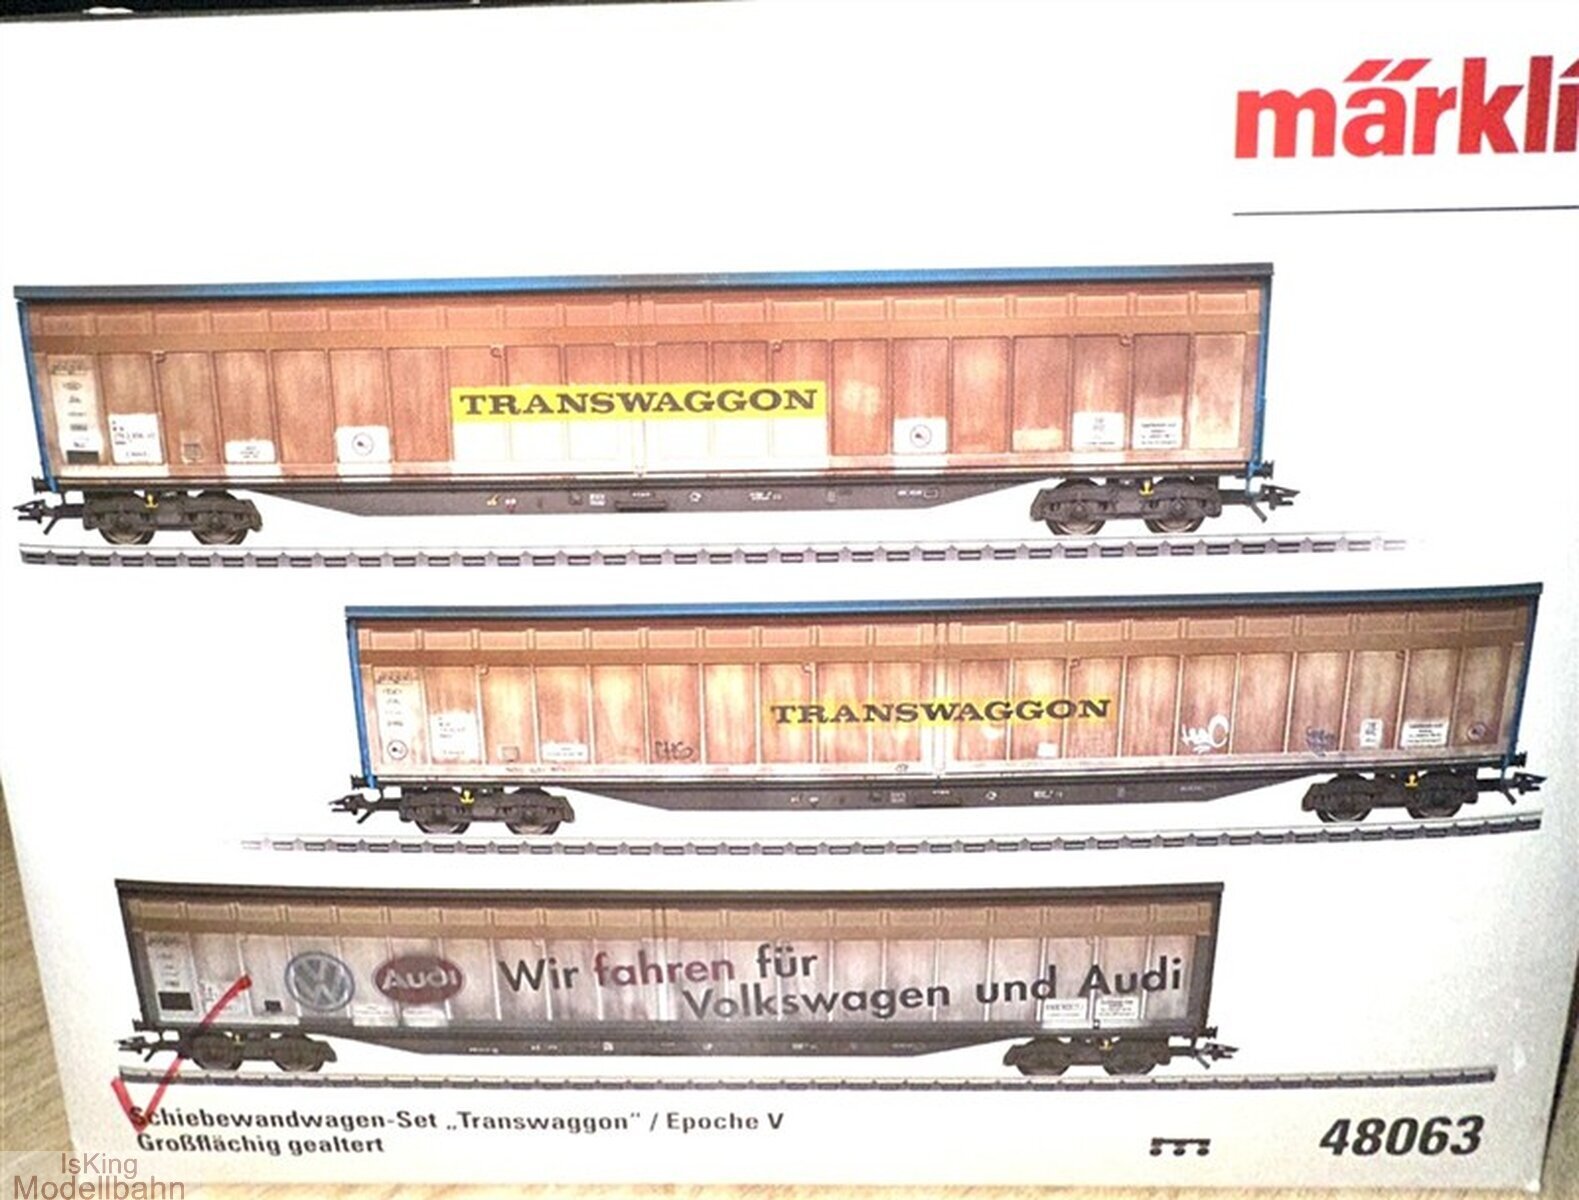 märkli
TRANSWAGGON
TRANSWAGGON
Audi
Wir fahren für
Volkswagen und Audi
Schiebewandwagen-Set „Transwaggon" / Epoche V
Großflächig gealtert
48063
IsKing
Modellbahn